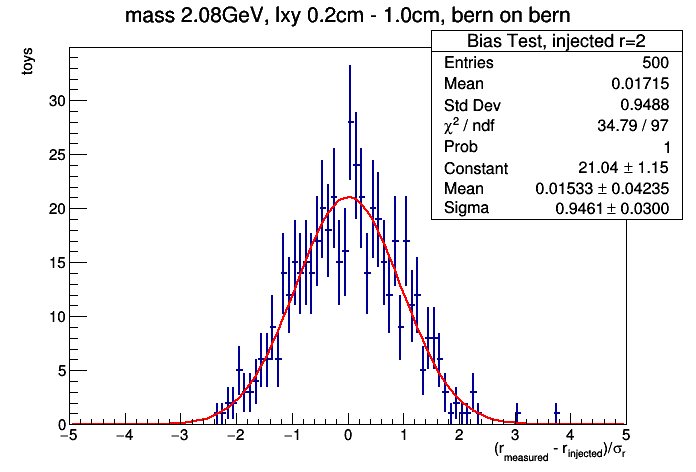 mass 2.08GeV, lxy 0.2cm - 1.0cm, bern on bern
toys
Bias Test, injected r=2
Entries 500
Mean 0.01715
Std Dev 0.9488
χ² / ndf 34.79 / 97
Prob 1
Constant 21.04 ± 1.15
Mean 0.01533 ± 0.04235
Sigma 0.9461 ± 0.0300
30
25
20
15
10
5
0
−5 −4 −3 −2 −1 0 1 2 3 4 5
(r_measured - r_injected)/σ_r